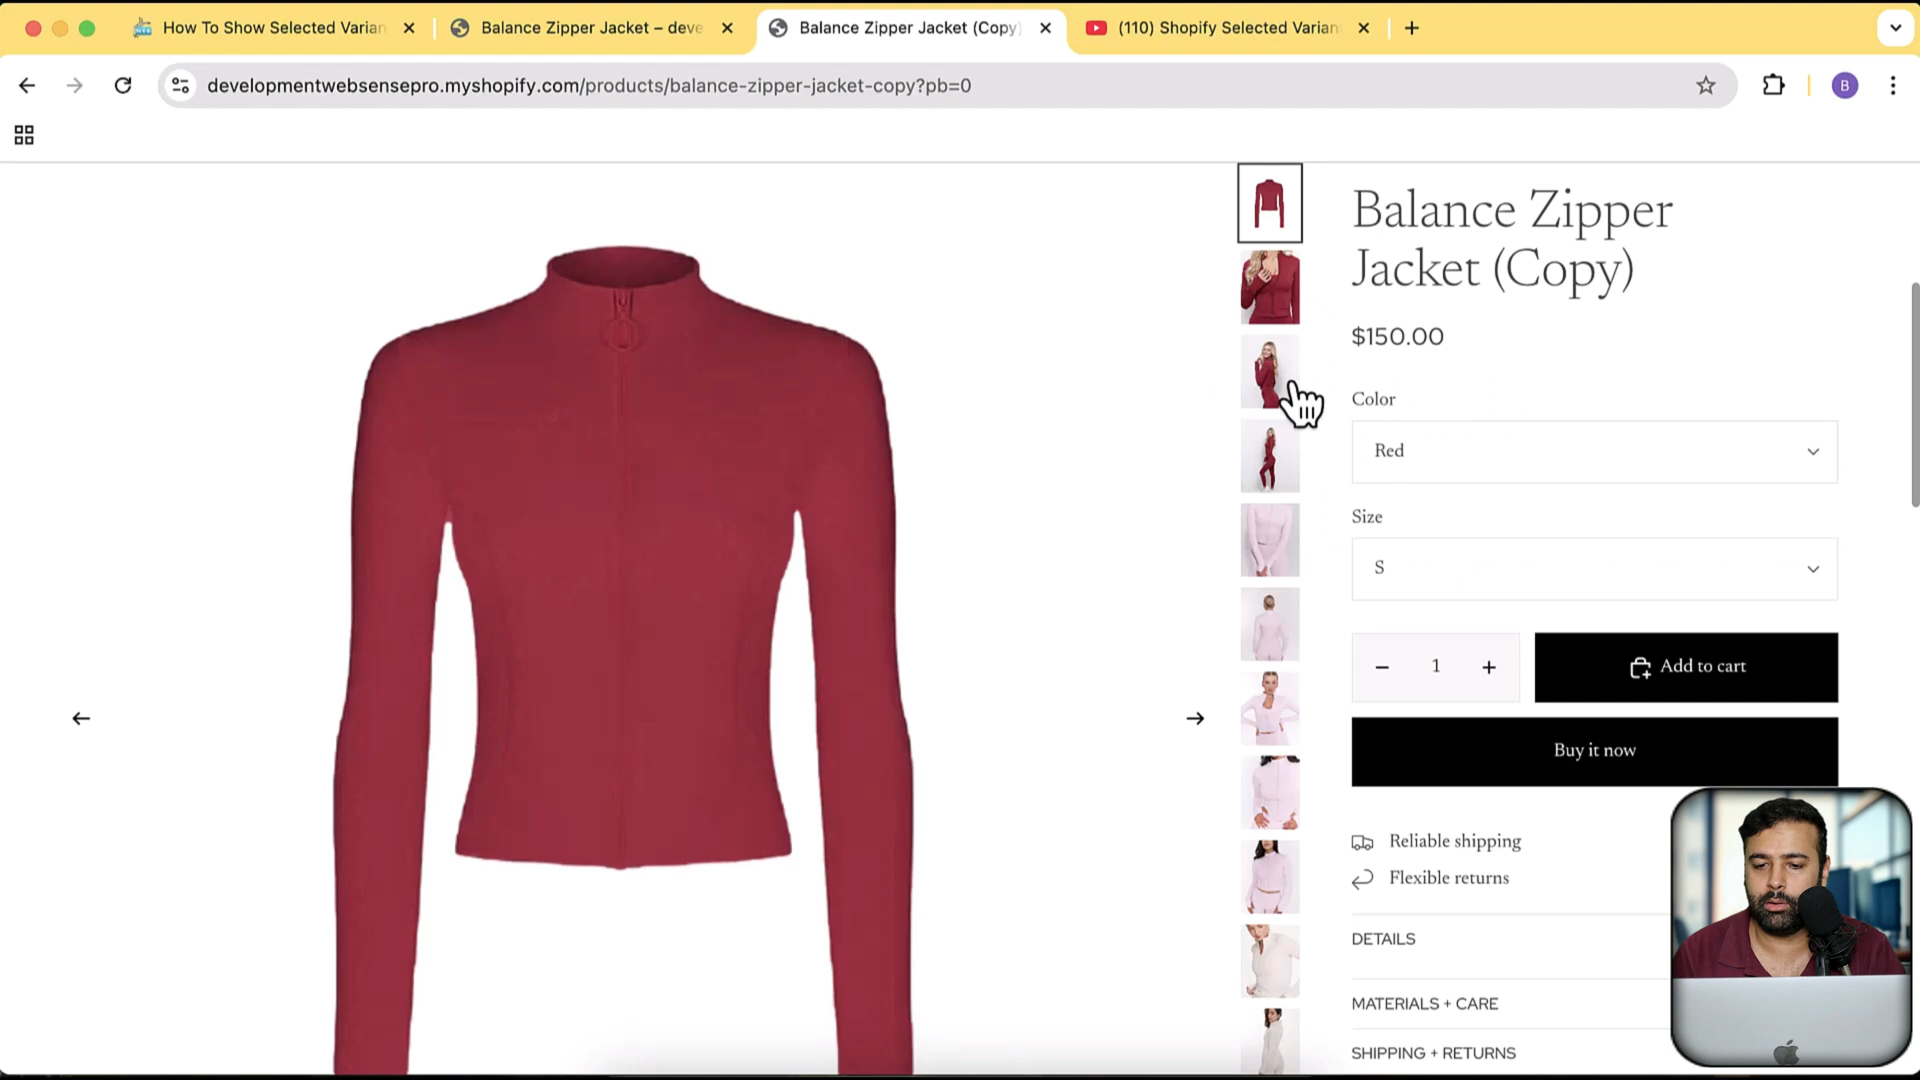 How To Show Selected Varian
Balance Zipper Jacket – deve
Balance Zipper Jacket (Copy)
(110) Shopify Selected Varian
developmentwebsensepro.myshopify.com/products/balance-zipper-jacket-copy?pb=0
B
Balance Zipper
Jacket (Copy)
$150.00
Color
Red
Size
S
1
Add to cart
Buy it now
Reliable shipping
Flexible returns
DETAILS
MATERIALS + CARE
SHIPPING + RETURNS